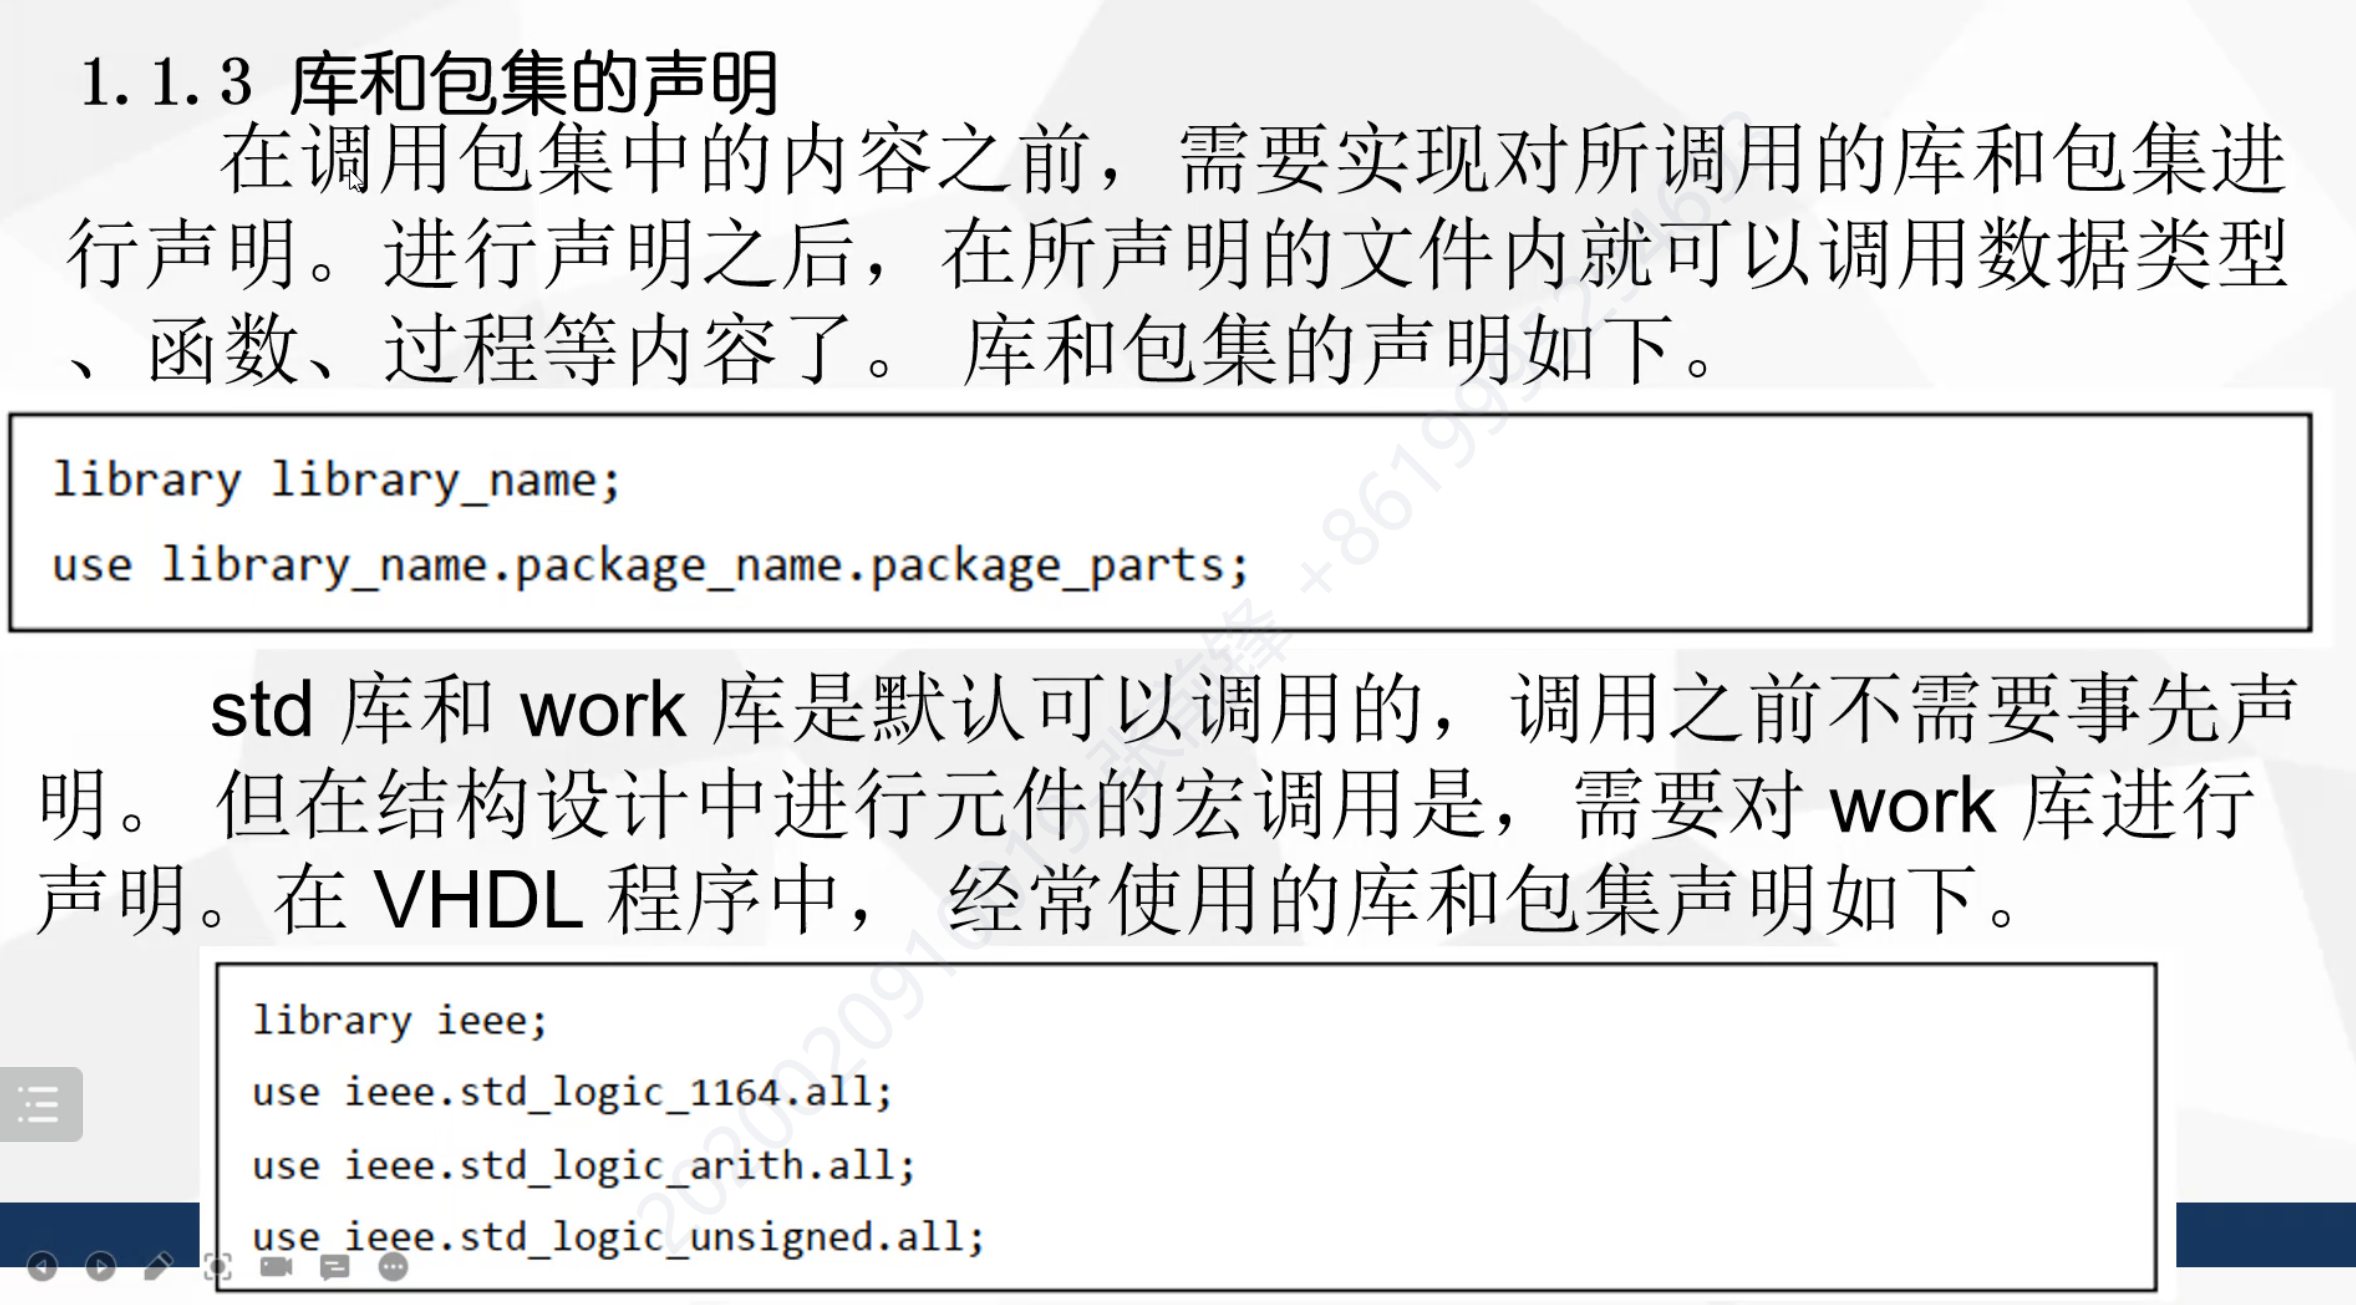 1.1.3 库和包集的声明
在调用包集中的内容之前，需要实现对所调用的库和包集进
行声明。进行声明之后，在所声明的文件内就可以调用数据类型
、函数、过程等内容了。 库和包集的声明如下。
library library_name;
use library_name.package_name.package_parts;
std 库和 work 库是默认可以调用的，调用之前不需要事先声
明。 但在结构设计中进行元件的宏调用是，需要对 work 库进行
声明。在 VHDL 程序中， 经常使用的库和包集声明如下。
library ieee;
use ieee.std_logic_1164.all;
use ieee.std_logic_arith.all;
use ieee.std_logic_unsigned.all;